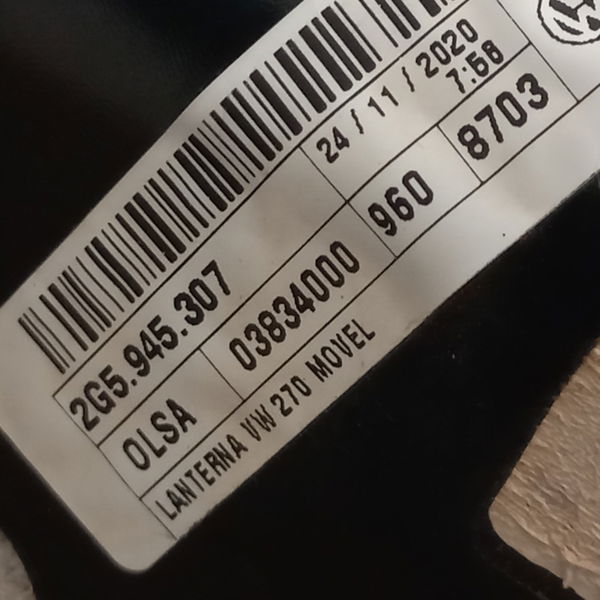 24/11/2020
7:56
2G5.945.307
960
8703
OLSA
03834000
LANTERNA VW 270 MOVEL